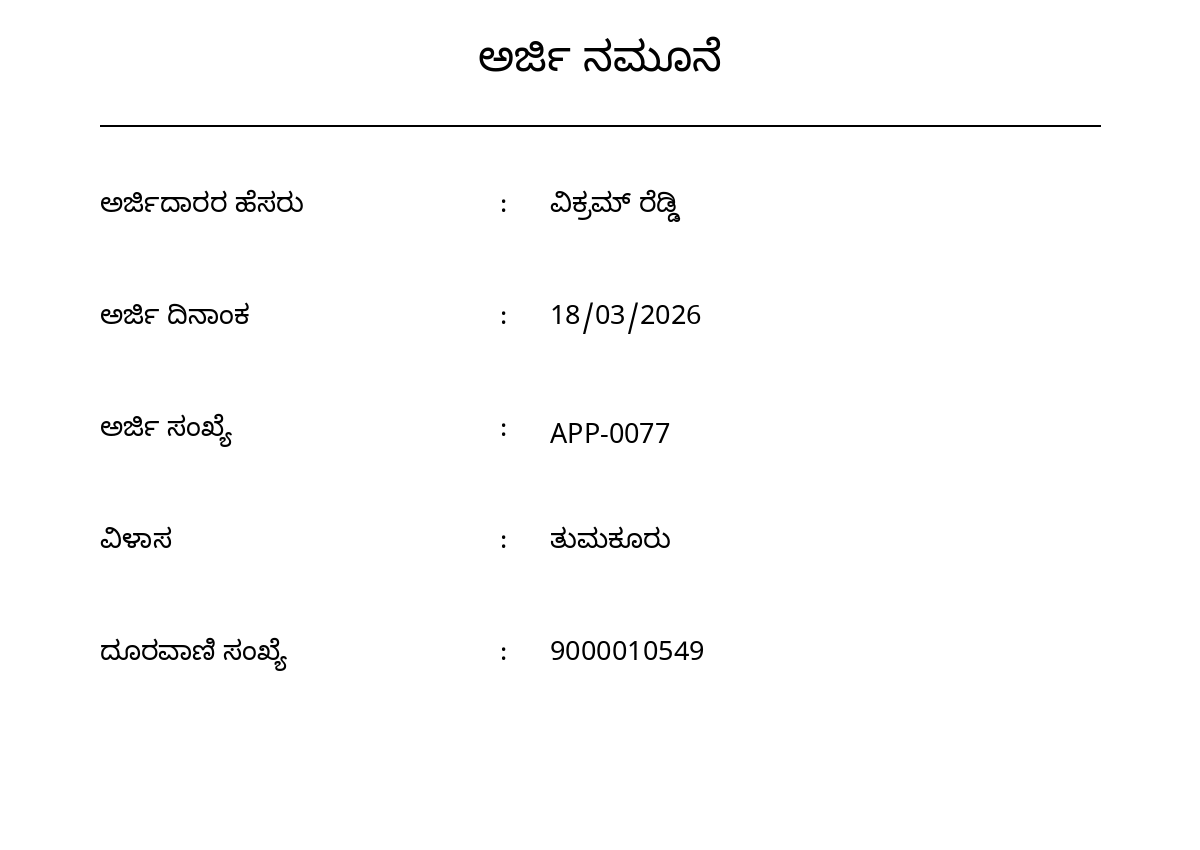 ಅರ್ಜಿ ನಮೂನೆ
ಅರ್ಜಿದಾರರ ಹೆಸರು : ವಿಕ್ರಮ್ ರೆಡ್ಡಿ
ಅರ್ಜಿ ದಿನಾಂಕ : 18/03/2026
ಅರ್ಜಿ ಸಂಖ್ಯೆ : APP-0077
ವಿಳಾಸ : ತುಮಕೂರು
ದೂರವಾಣಿ ಸಂಖ್ಯೆ : 9000010549